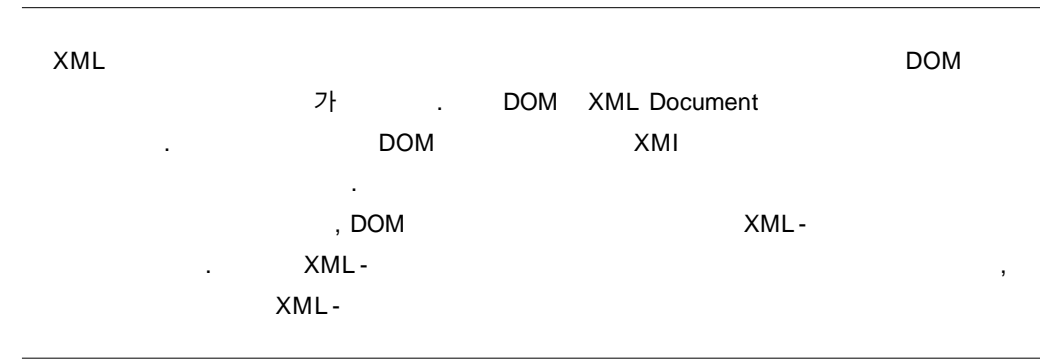 XML DOM
가 . DOM XML Document
. DOM XMI
.
, DOM XML-
. XML- ,
XML-